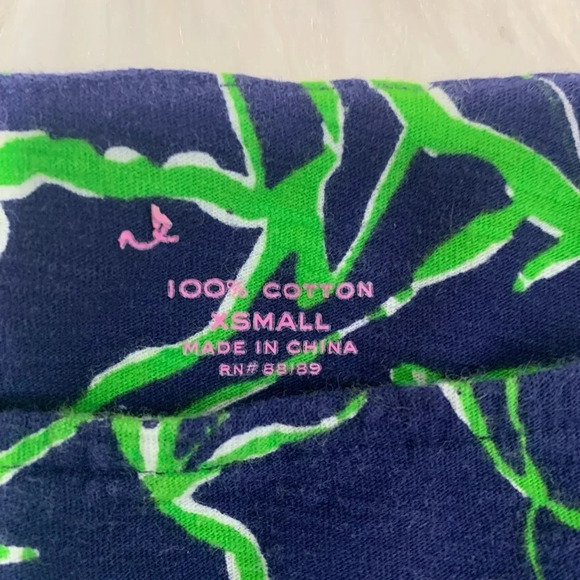 100% COTTON
XSMALL
MADE IN CHINA
RN# 88189